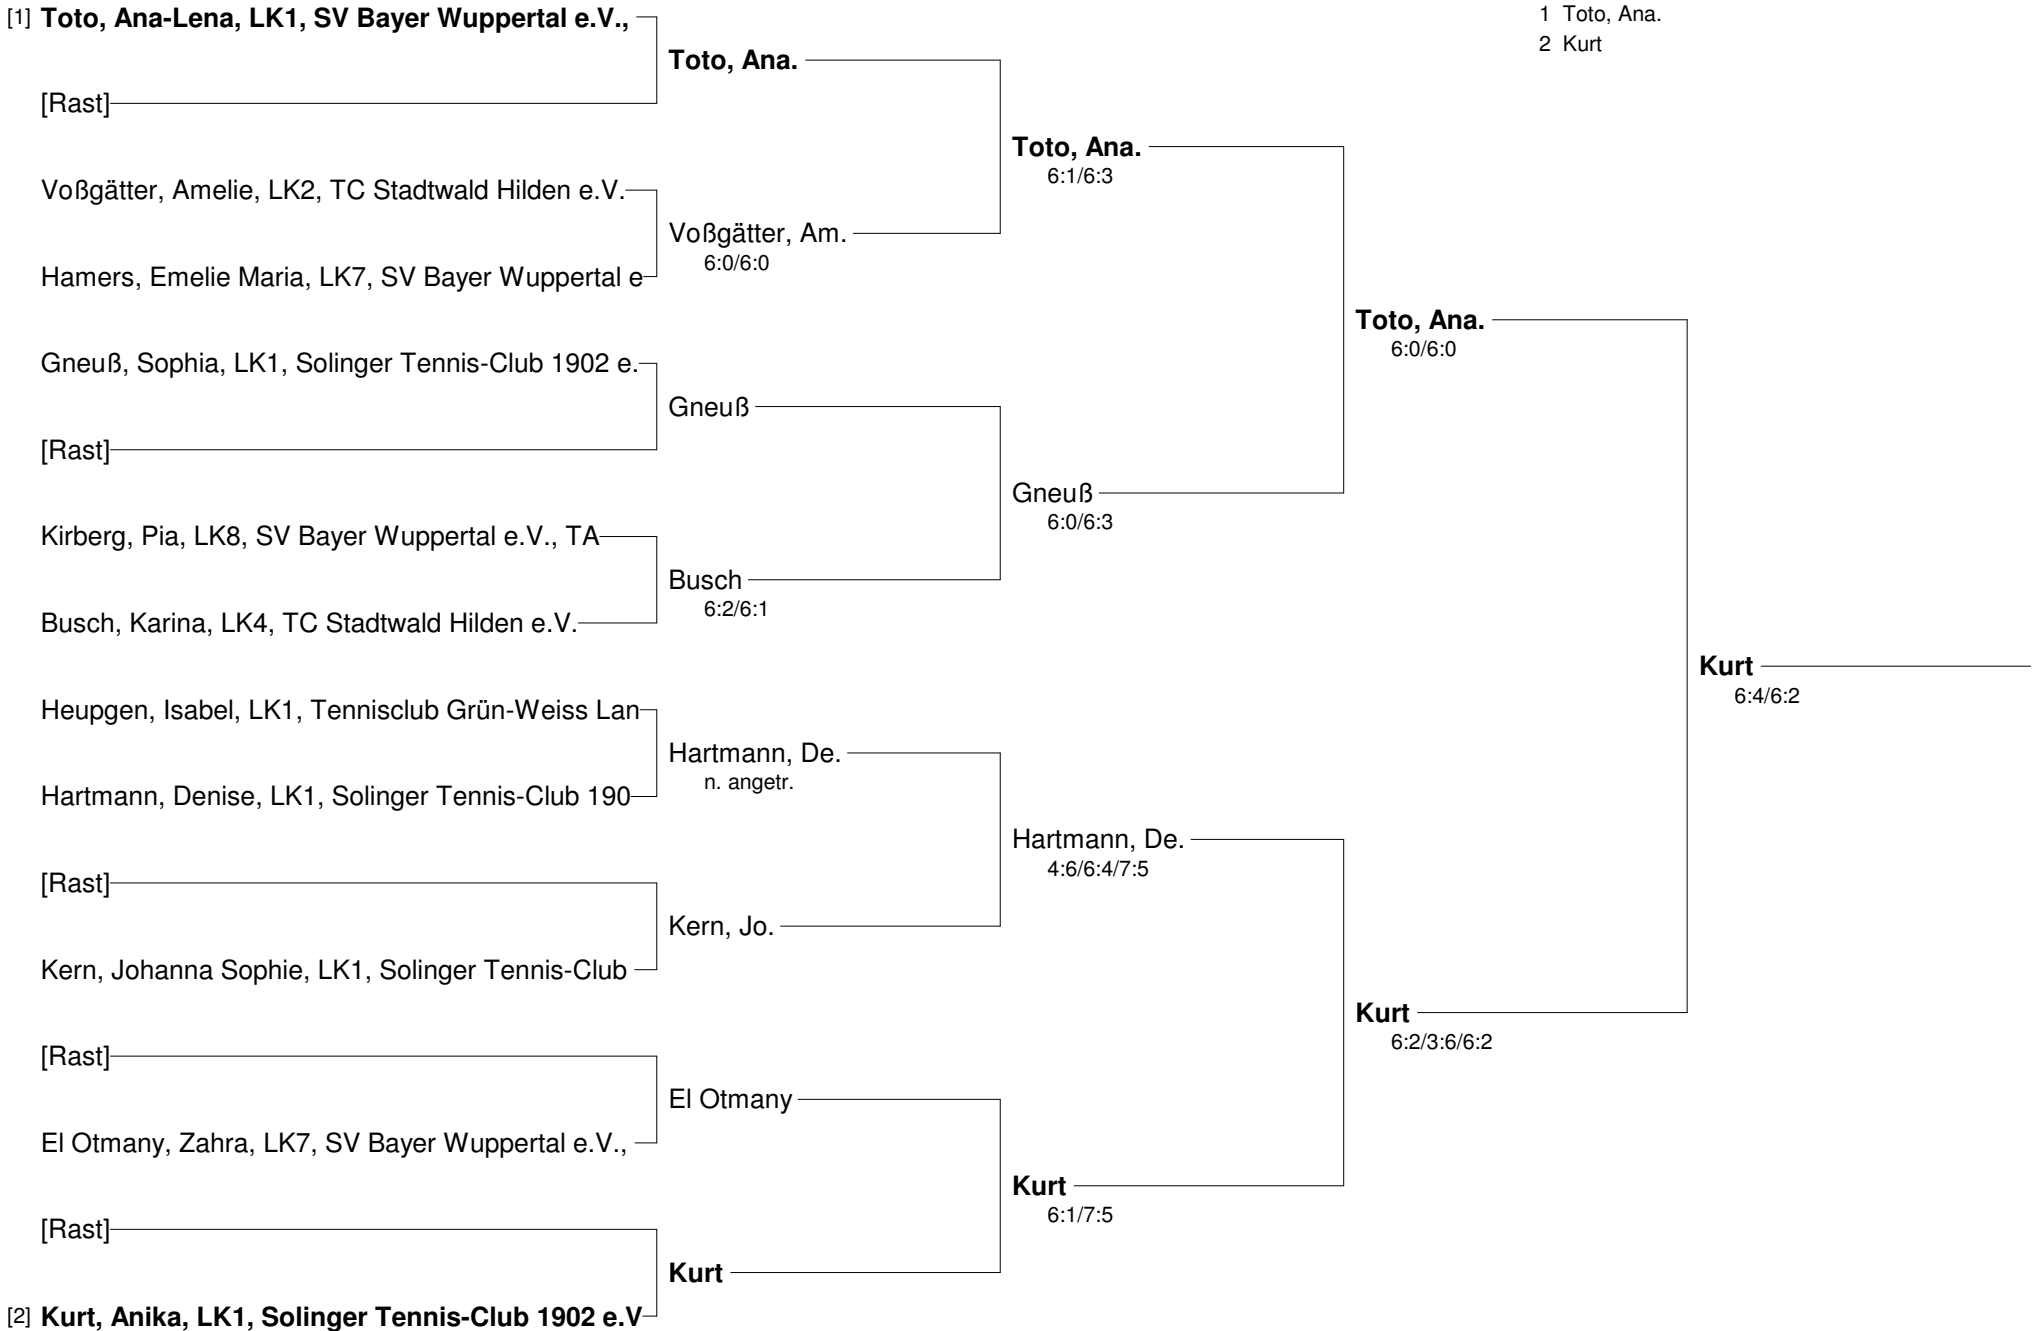 [1] Toto, Ana-Lena, LK1, SV Bayer Wuppertal e.V.,
[Rast]
Voßgätter, Amelie, LK2, TC Stadtwald Hilden e.V.
Hamers, Emelie Maria, LK7, SV Bayer Wuppertal e
Gneuß, Sophia, LK1, Solinger Tennis-Club 1902 e.
[Rast]
Kirberg, Pia, LK8, SV Bayer Wuppertal e.V., TA
Busch, Karina, LK4, TC Stadtwald Hilden e.V.
Heupgen, Isabel, LK1, Tennisclub Grün-Weiss Lan
Hartmann, Denise, LK1, Solinger Tennis-Club 190
[Rast]
Kern, Johanna Sophie, LK1, Solinger Tennis-Club
[Rast]
El Otmany, Zahra, LK7, SV Bayer Wuppertal e.V.,
[Rast]
[2] Kurt, Anika, LK1, Solinger Tennis-Club 1902 e.V
Toto, Ana.
Voßgätter, Am.
6:0/6:0
Gneuß
Busch
6:2/6:1
Hartmann, De.
n. angetr.
Kern, Jo.
El Otmany
Kurt
Toto, Ana.
6:1/6:3
Gneuß
6:0/6:3
Hartmann, De.
4:6/6:4/7:5
Kurt
6:1/7:5
Toto, Ana.
6:0/6:0
Kurt
6:2/3:6/6:2
Kurt
6:4/6:2
1 Toto, Ana.
2 Kurt